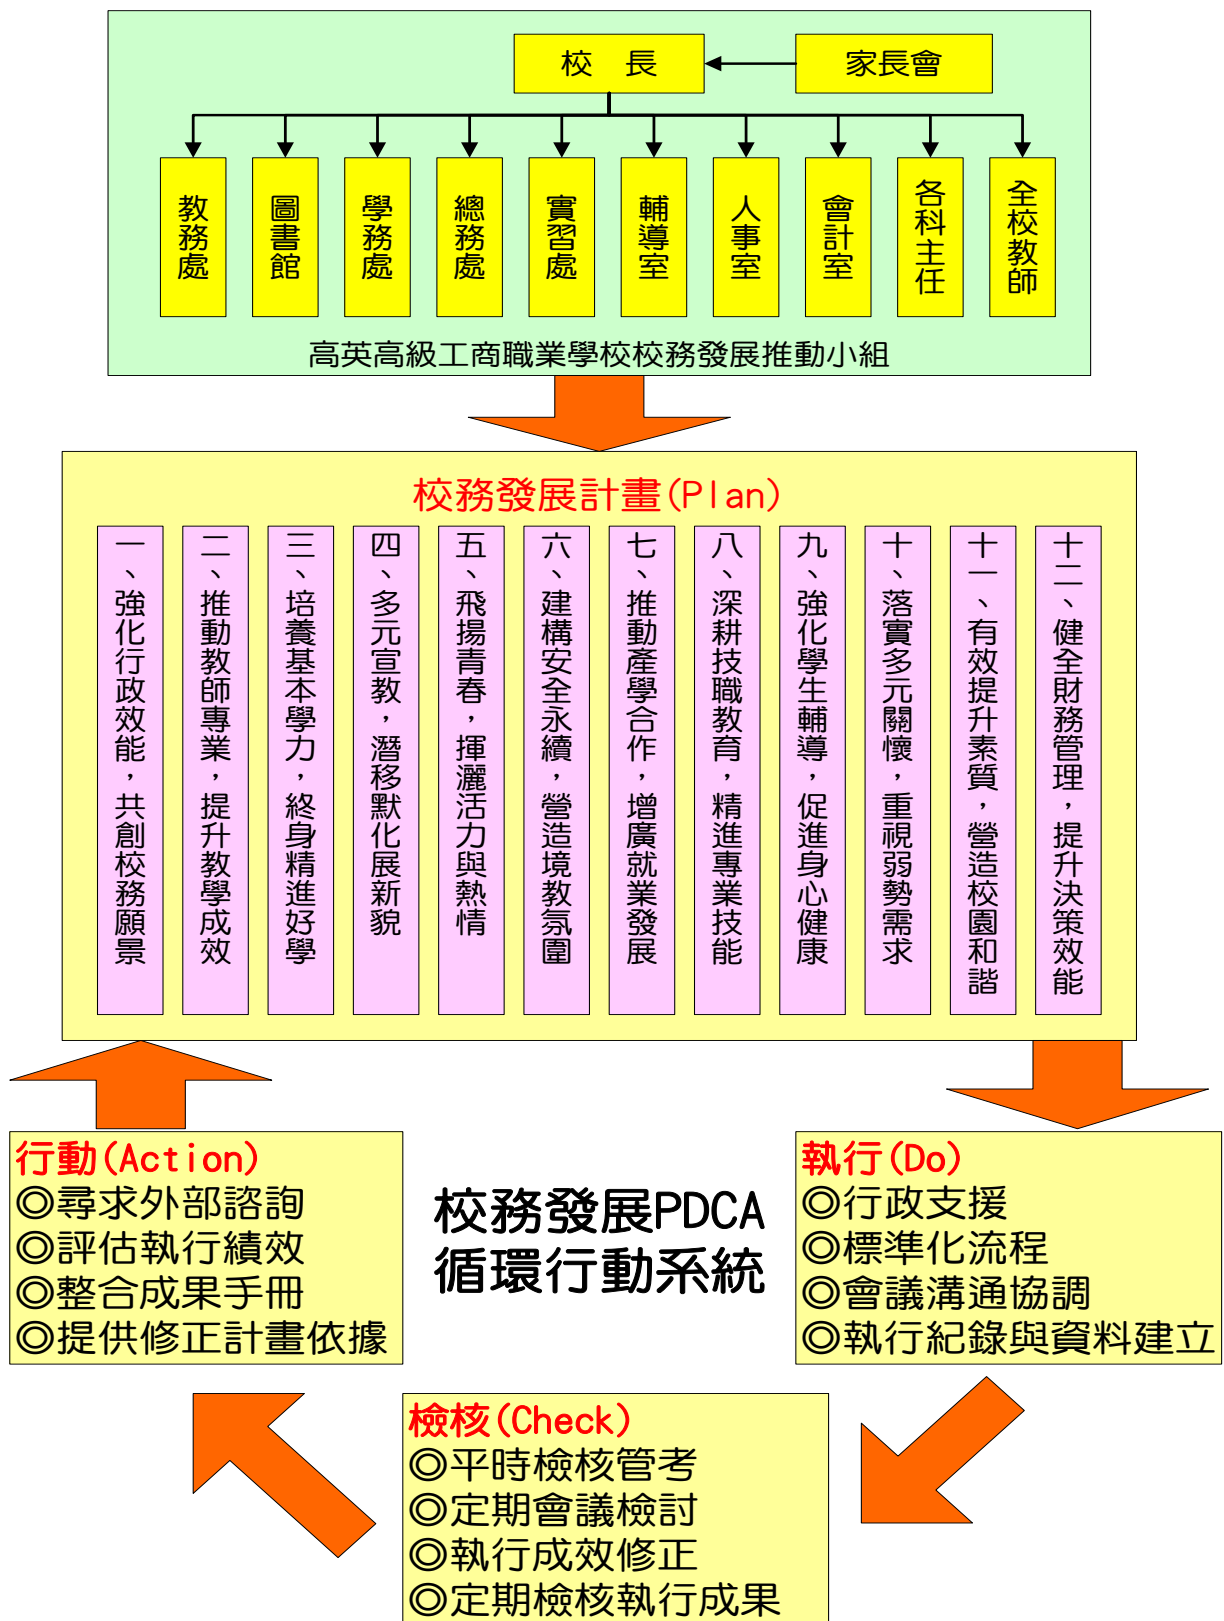 校 長
家長會
教務處
圖書館
學務處
總務處
實習處
輔導室
人事室
會計室
各科主任
全校教師
高英高級工商職業學校校務發展推動小組
校務發展計畫(Plan)
一、強化行政效能，共創校務願景
二、推動教師專業，提升教學成效
三、培養基本學力，終身精進好學
四、多元宣教，潛移默化展新貌
五、飛揚青春，揮灑活力與熱情
六、建構安全永續，營造境教氛圍
七、推動產學合作，增廣就業發展
八、深耕技職教育，精進專業技能
九、強化學生輔導，促進身心健康
十、落實多元關懷，重視弱勢需求
十一、有效提升素質，營造校園和諧
十二、健全財務管理，提升決策效能
行動(Action)
◎尋求外部諮詢
◎評估執行績效
◎整合成果手冊
◎提供修正計畫依據
校務發展PDCA
循環行動系統
執行(Do)
◎行政支援
◎標準化流程
◎會議溝通協調
◎執行紀錄與資料建立
檢核(Check)
◎平時檢核管考
◎定期會議檢討
◎執行成效修正
◎定期檢核執行成果